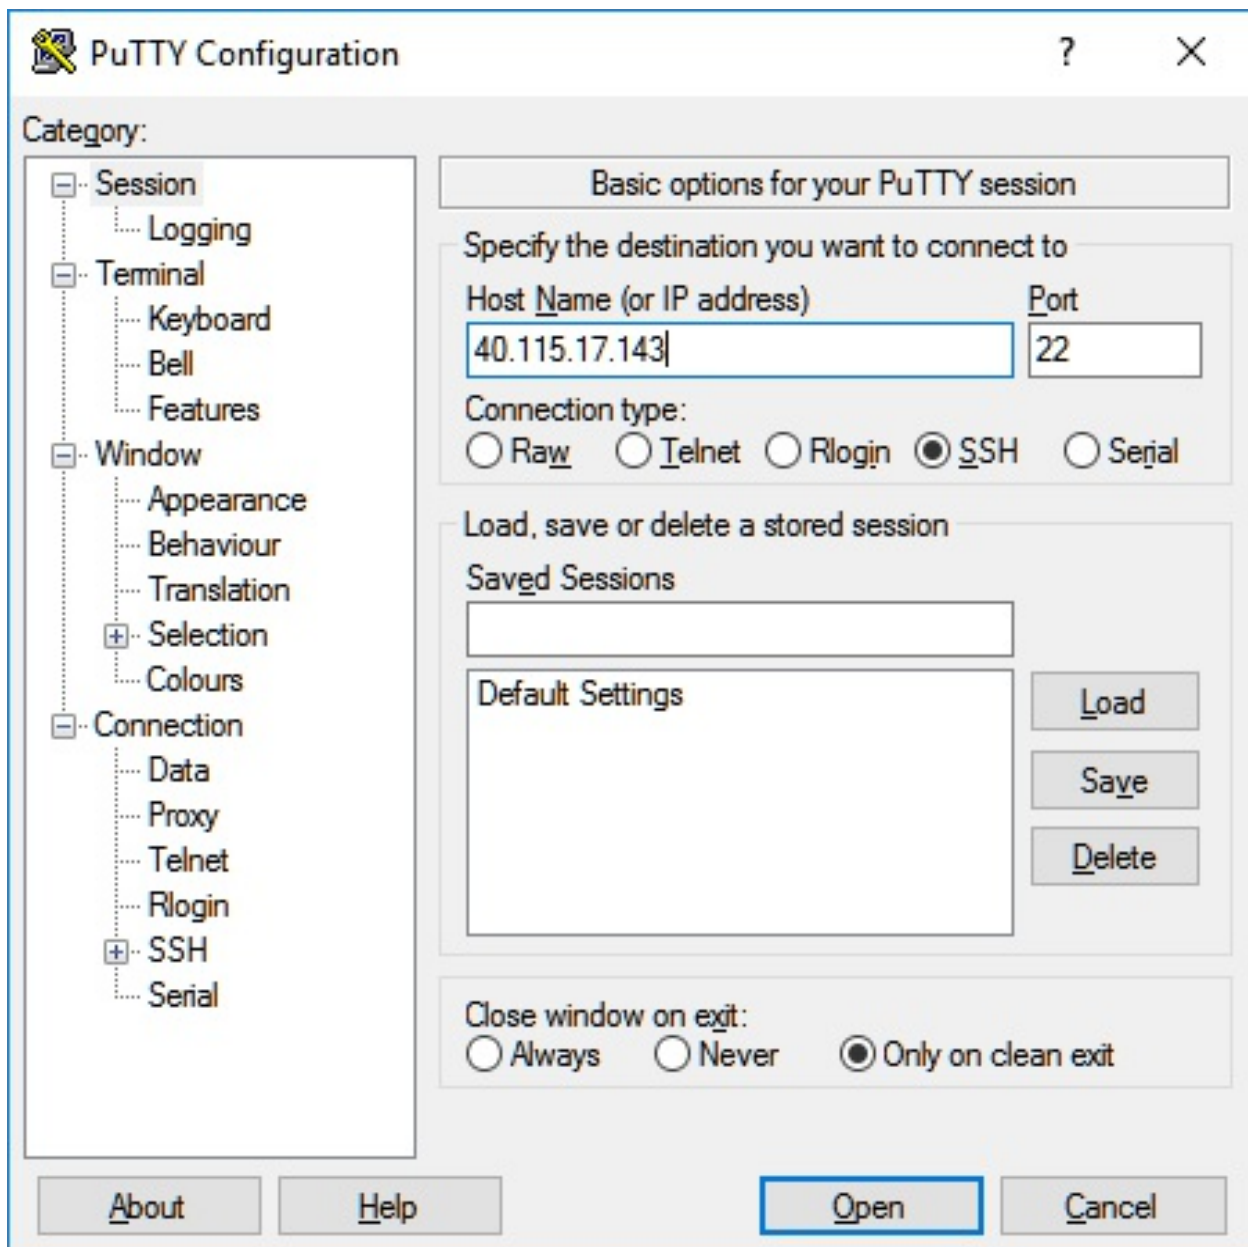 PuTTY Configuration
?
Category:
Session
Logging
Terminal
Keyboard
Bell
Features
Window
Appearance
Behaviour
Translation
Selection
Colours
Connection
Data
Proxy
Telnet
Rlogin
SSH
Serial
Basic options for your PuTTY session
Specify the destination you want to connect to
Host Name (or IP address) Port
40.115.17.143 22
Connection type:
Raw Telnet Rlogin SSH Serial
Load, save or delete a stored session
Saved Sessions
Default Settings
Load
Save
Delete
Close window on exit:
Always Never Only on clean exit
About Help Open Cancel